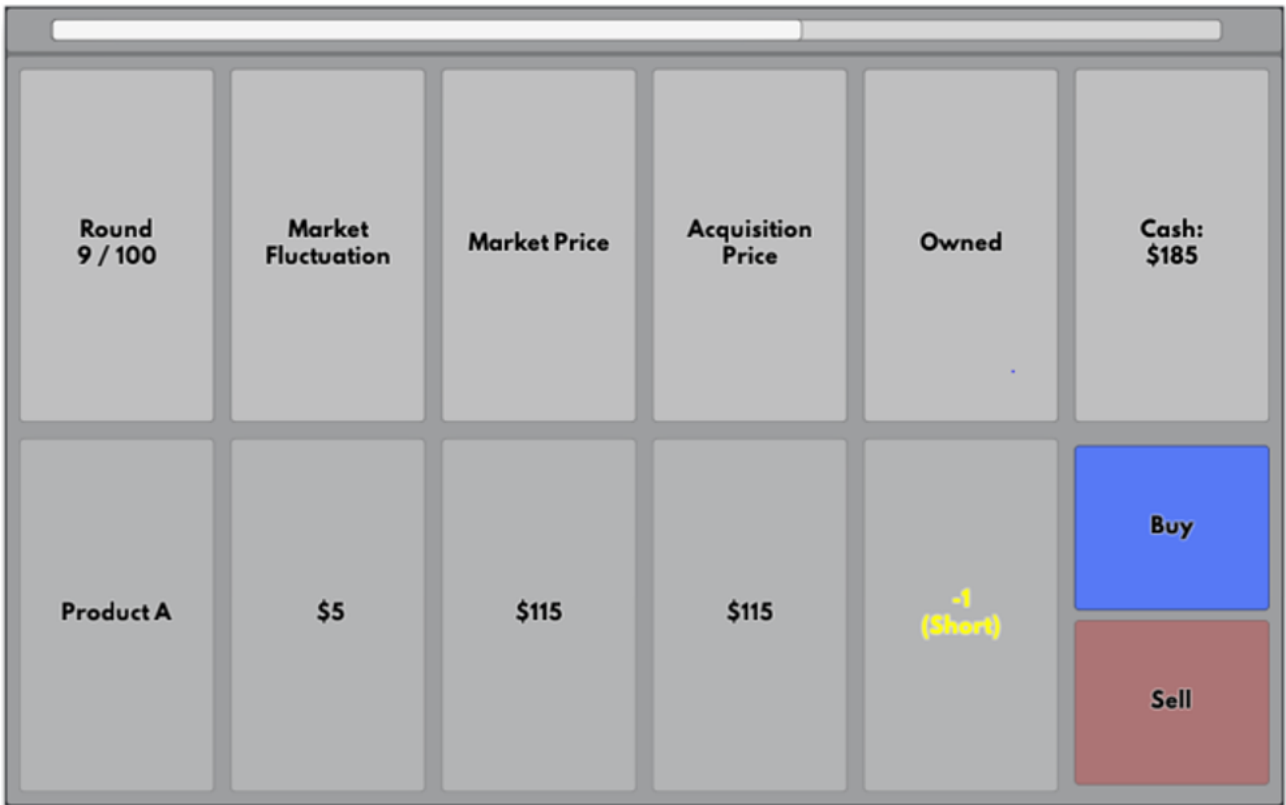 Round
9 / 100
Market
Fluctuation
Market Price
Acquisition
Price
Owned
Cash:
$185
Product A
$5
$115
$115
-1
(Short)
Buy
Sell